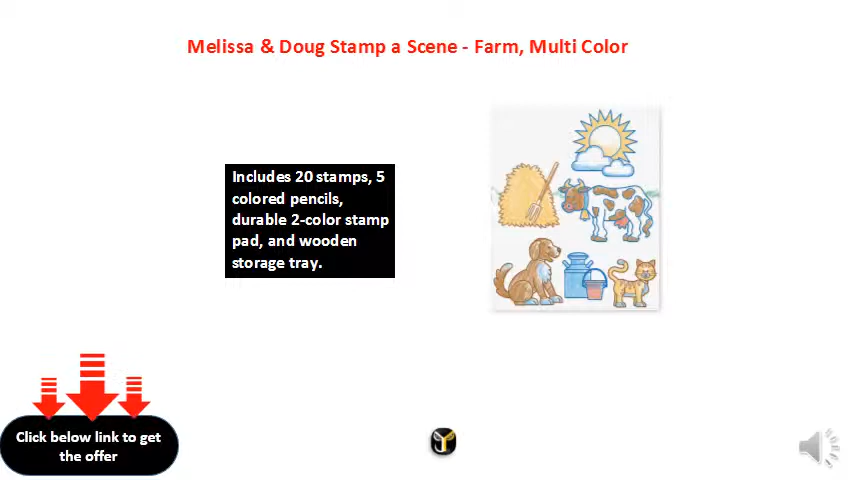 Melissa & Doug Stamp a Scene - Farm, Multi Color
Includes 20 stamps, 5
colored pencils,
durable 2-color stamp
pad, and wooden
storage tray.
Click below link to get
the offer